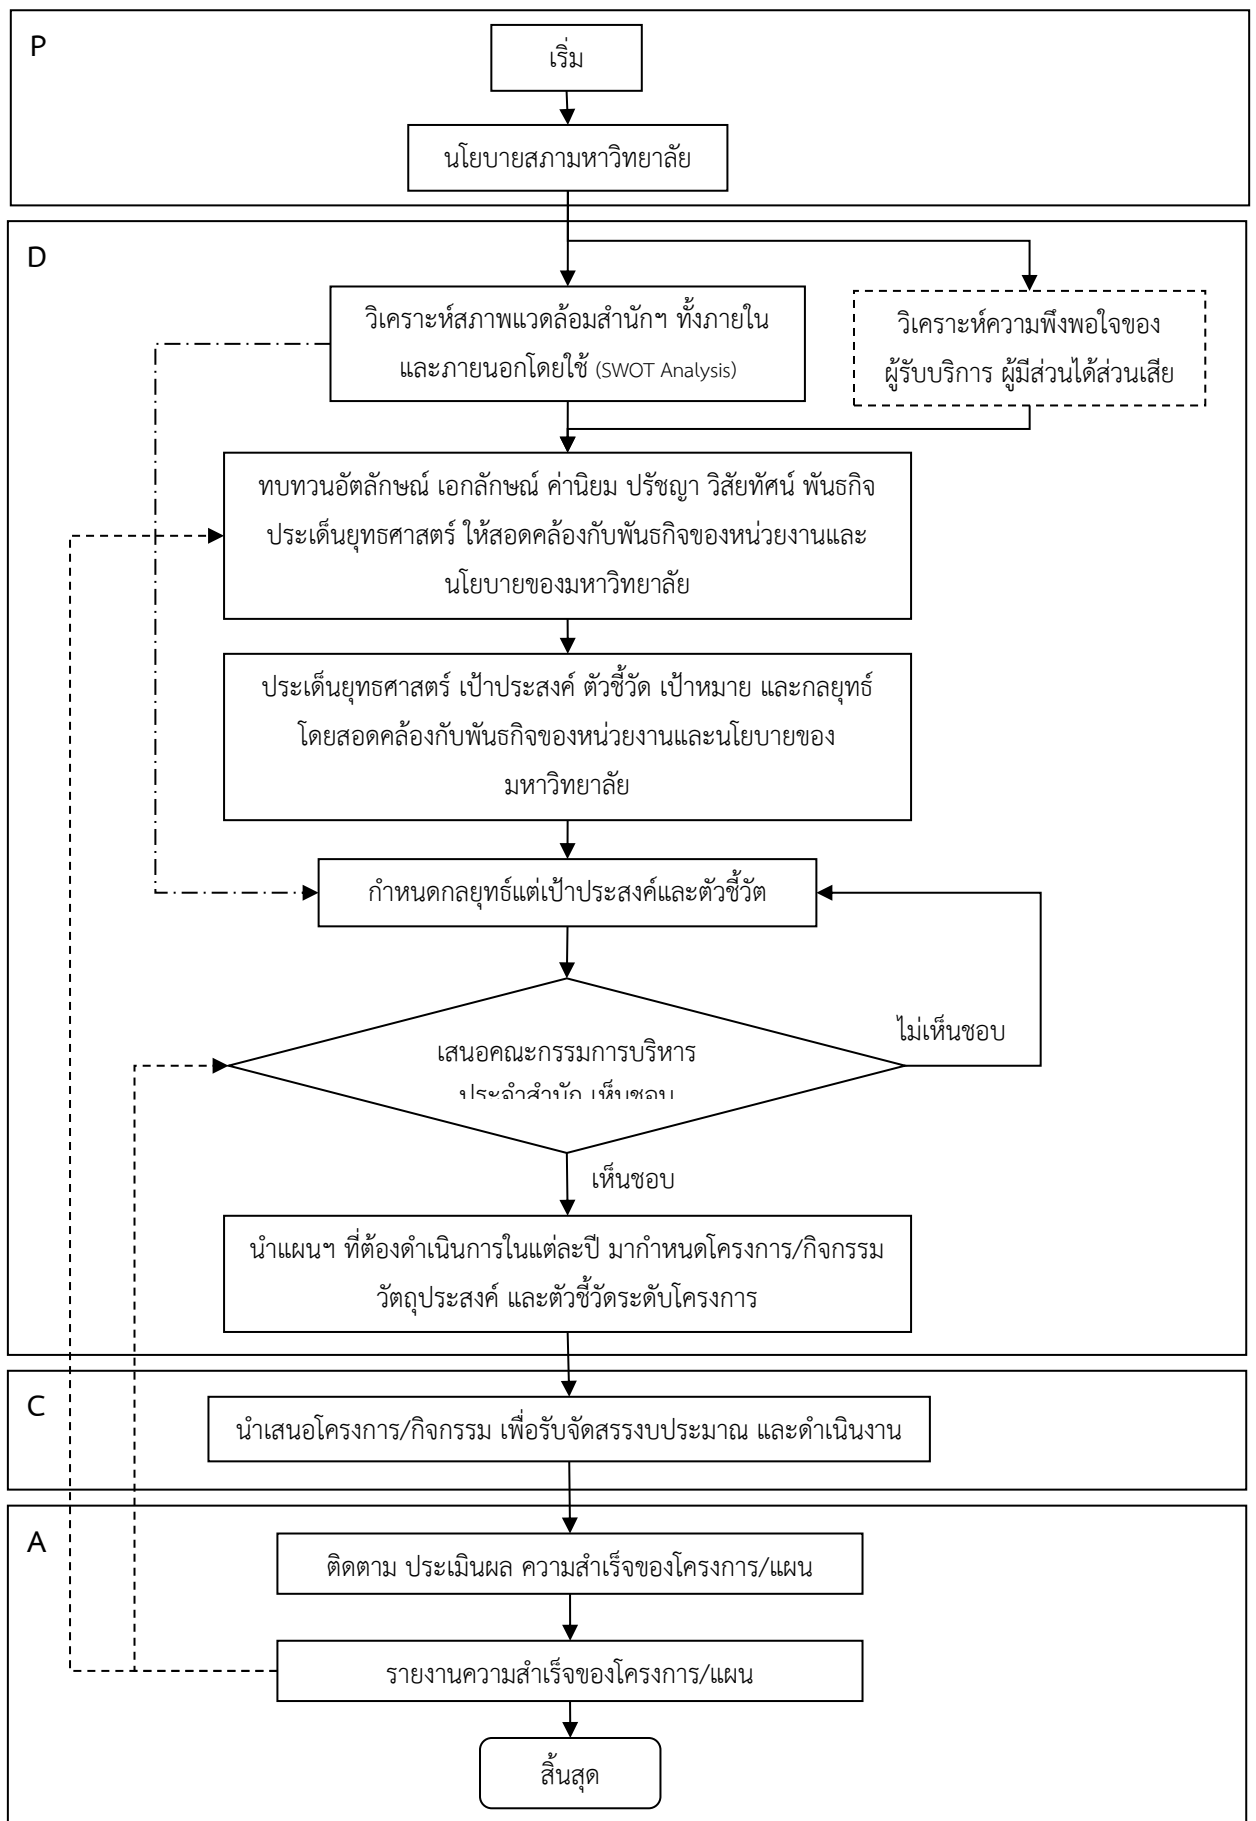 P
เริ่ม
นโยบายสภามหาวิทยาลัย
D
วิเคราะห์สภาพแวดล้อมสำนักฯ ทั้งภายใน
และภายนอกโดยใช้ (SWOT Analysis)
วิเคราะห์ความพึงพอใจของ
ผู้รับบริการ ผู้มีส่วนได้ส่วนเสีย
ทบทวนอัตลักษณ์ เอกลักษณ์ ค่านิยม ปรัชญา วิสัยทัศน์ พันธกิจ
ประเด็นยุทธศาสตร์ ให้สอดคล้องกับพันธกิจของหน่วยงานและ
นโยบายของมหาวิทยาลัย
ประเด็นยุทธศาสตร์ เป้าประสงค์ ตัวชี้วัด เป้าหมาย และกลยุทธ์
โดยสอดคล้องกับพันธกิจของหน่วยงานและนโยบายของ
มหาวิทยาลัย
กำหนดกลยุทธ์แต่เป้าประสงค์และตัวชี้วัต
ไม่เห็นชอบ
เสนอคณะกรรมการบริหาร
ประจำสำนัก เห็นชอบ
เห็นชอบ
นำแผนฯ ที่ต้องดำเนินการในแต่ละปี มากำหนดโครงการ/กิจกรรม
วัตถุประสงค์ และตัวชี้วัดระดับโครงการ
C
นำเสนอโครงการ/กิจกรรม เพื่อรับจัดสรรงบประมาณ และดำเนินงาน
A
ติดตาม ประเมินผล ความสำเร็จของโครงการ/แผน
รายงานความสำเร็จของโครงการ/แผน
สิ้นสุด